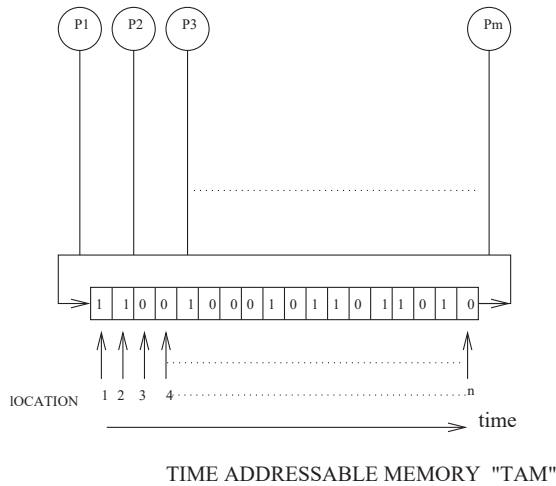 P1 P2 P3 Pm
1 1 0 0 1 0 0 0 1 0 1 1 0 1 1 0 1 0
lOCATION 1 2 3 4 n
time
TIME ADDRESSABLE MEMORY "TAM"